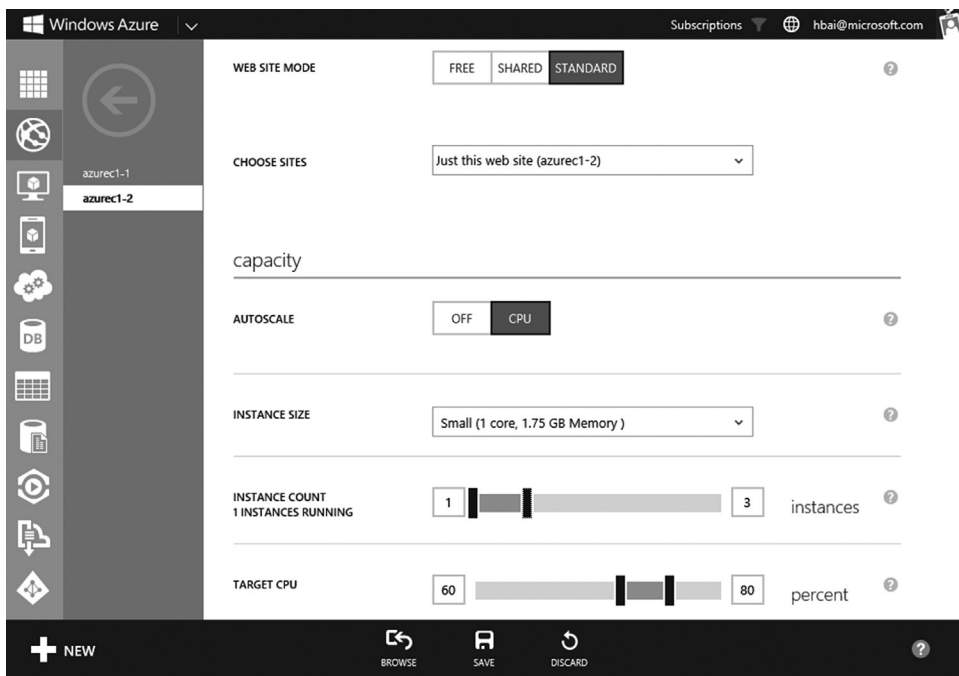 Windows Azure
Subscriptions
hbai@microsoft.com
WEB SITE MODE
FREE
SHARED
STANDARD
CHOOSE SITES
Just this web site (azurec1-2)
azurec1-1
azurec1-2
capacity
AUTOSCALE
OFF
CPU
DB
INSTANCE SIZE
Small (1 core, 1.75 GB Memory )
INSTANCE COUNT
1 INSTANCES RUNNING
1
3
instances
TARGET CPU
60
80
percent
NEW
BROWSE
SAVE
DISCARD